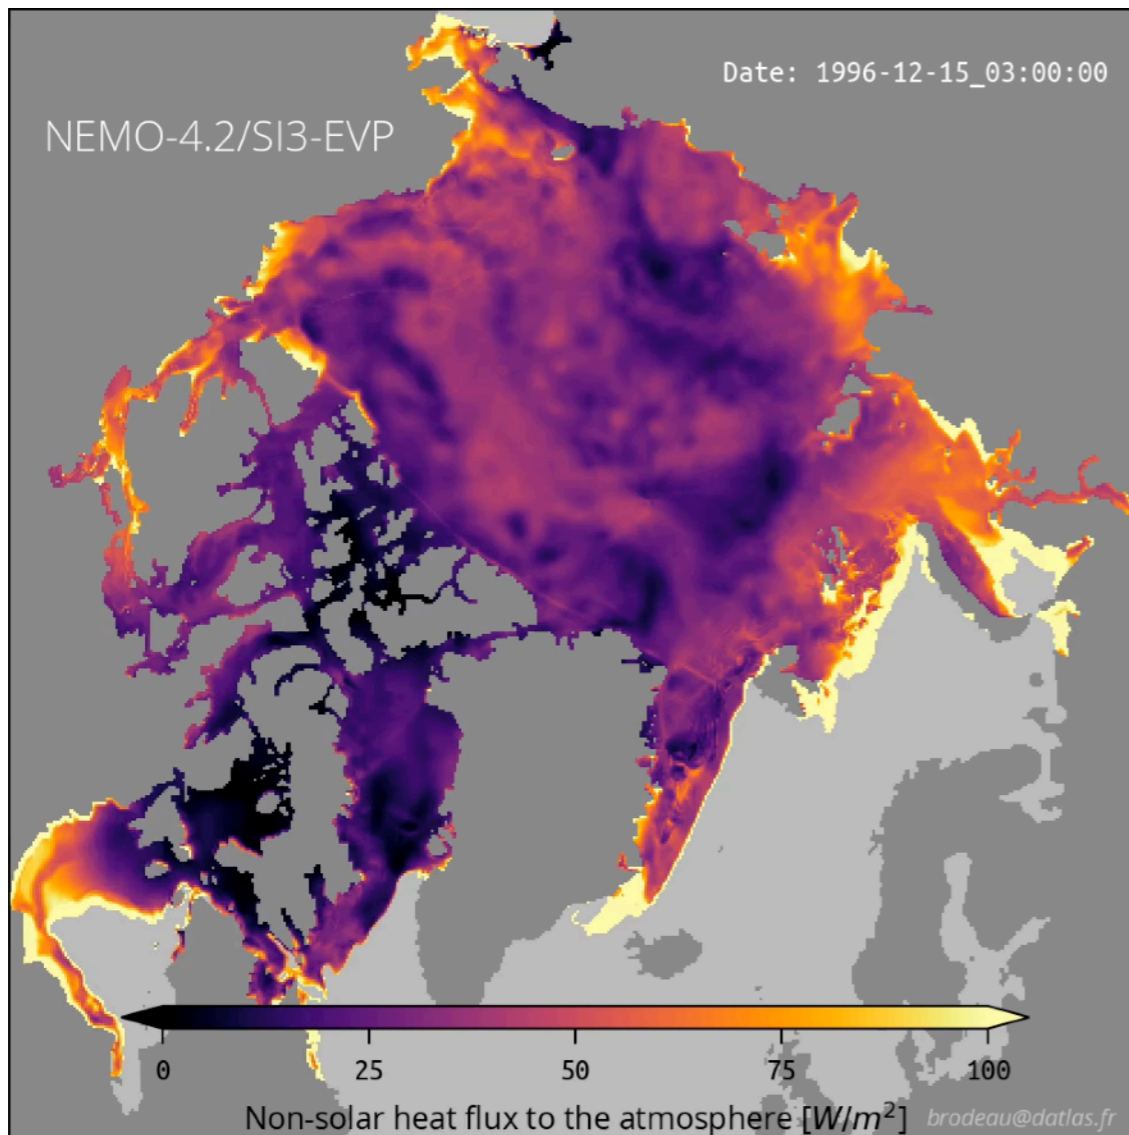 Date: 1996-12-15_03:00:00
NEMO-4.2/SI3-EVP
0 25 50 75 100
Non-solar heat flux to the atmosphere [W/m²]
brodeau@datlas.fr